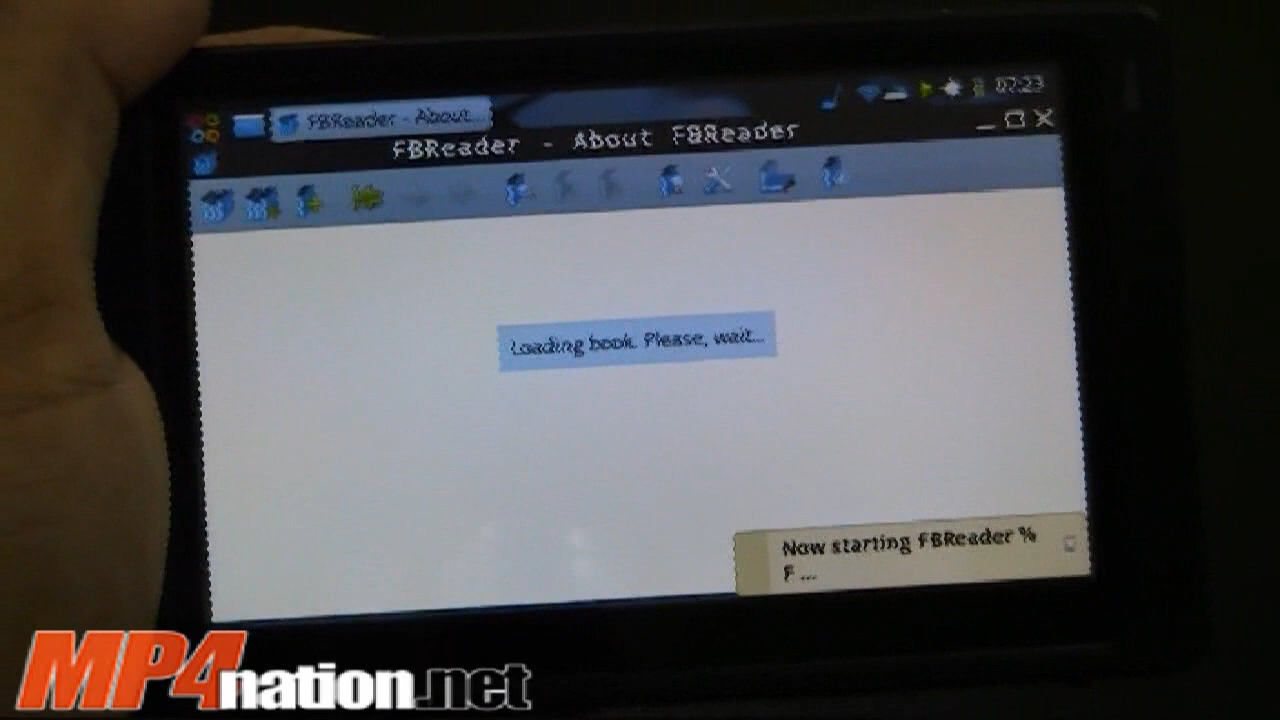 FBReader - About... 07:23
FBReader - About FBReader
Loading book. Please, wait...
Now starting FBReader %
F ...
MP4nation.net